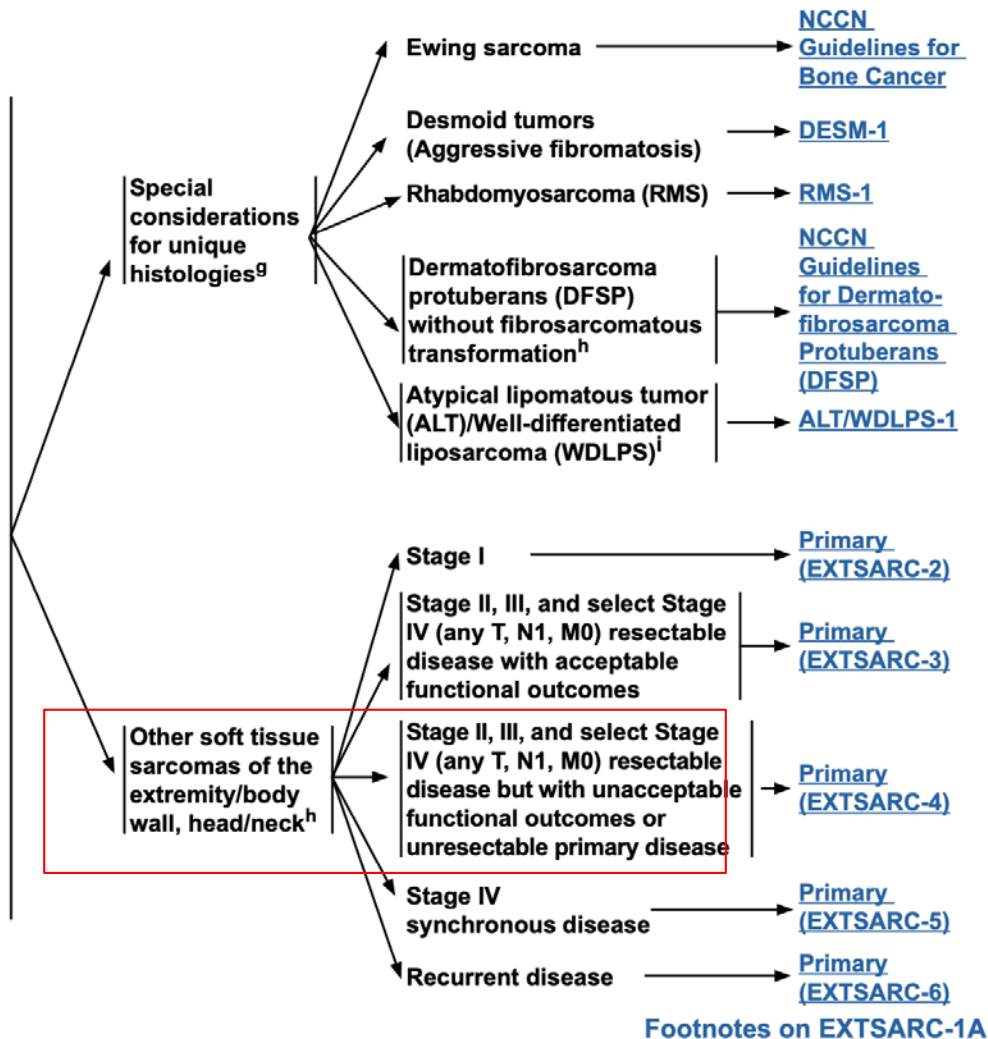 Ewing sarcoma
NCCN
Guidelines for
Bone Cancer
Desmoid tumors
(Aggressive fibromatosis)
DESM-1
Special
considerations
for unique
histologiesᵍ
Rhabdomyosarcoma (RMS)
RMS-1
Dermatofibrosarcoma
protuberans (DFSP)
without fibrosarcomatous
transformationʰ
NCCN
Guidelines
for Dermato-
fibrosarcoma
Protuberans
(DFSP)
Atypical lipomatous tumor
(ALT)/Well-differentiated
liposarcoma (WDLPS)ⁱ
ALT/WDLPS-1
Other soft tissue
sarcomas of the
extremity/body
wall, head/neckʰ
Stage I
Primary
(EXTSARC-2)
Stage II, III, and select Stage
IV (any T, N1, M0) resectable
disease with acceptable
functional outcomes
Primary
(EXTSARC-3)
Stage II, III, and select Stage
IV (any T, N1, M0) resectable
disease but with unacceptable
functional outcomes or
unresectable primary disease
Primary
(EXTSARC-4)
Stage IV
synchronous disease
Primary
(EXTSARC-5)
Recurrent disease
Primary
(EXTSARC-6)
Footnotes on EXTSARC-1A